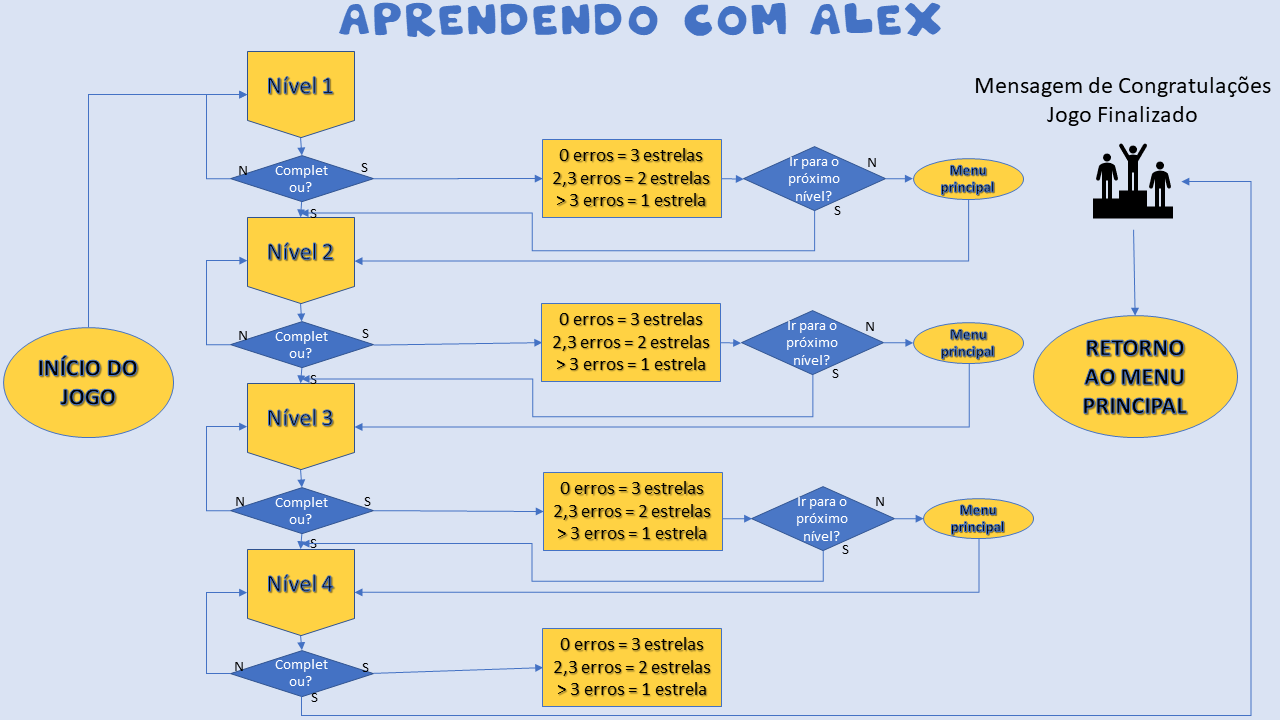 APRENDENDO COM ALEX
Mensagem de Congratulações
Jogo Finalizado
INÍCIO DO
JOGO
Nível 1
Complet
ou?
N
S
S
0 erros = 3 estrelas
2,3 erros = 2 estrelas
> 3 erros = 1 estrela
Ir para o
próximo
nível?
N
S
Menu
principal
Nível 2
Complet
ou?
N
S
S
0 erros = 3 estrelas
2,3 erros = 2 estrelas
> 3 erros = 1 estrela
Ir para o
próximo
nível?
N
S
Menu
principal
Nível 3
Complet
ou?
N
S
S
0 erros = 3 estrelas
2,3 erros = 2 estrelas
> 3 erros = 1 estrela
Ir para o
próximo
nível?
N
S
Menu
principal
Nível 4
Complet
ou?
N
S
S
0 erros = 3 estrelas
2,3 erros = 2 estrelas
> 3 erros = 1 estrela
RETORNO
AO MENU
PRINCIPAL